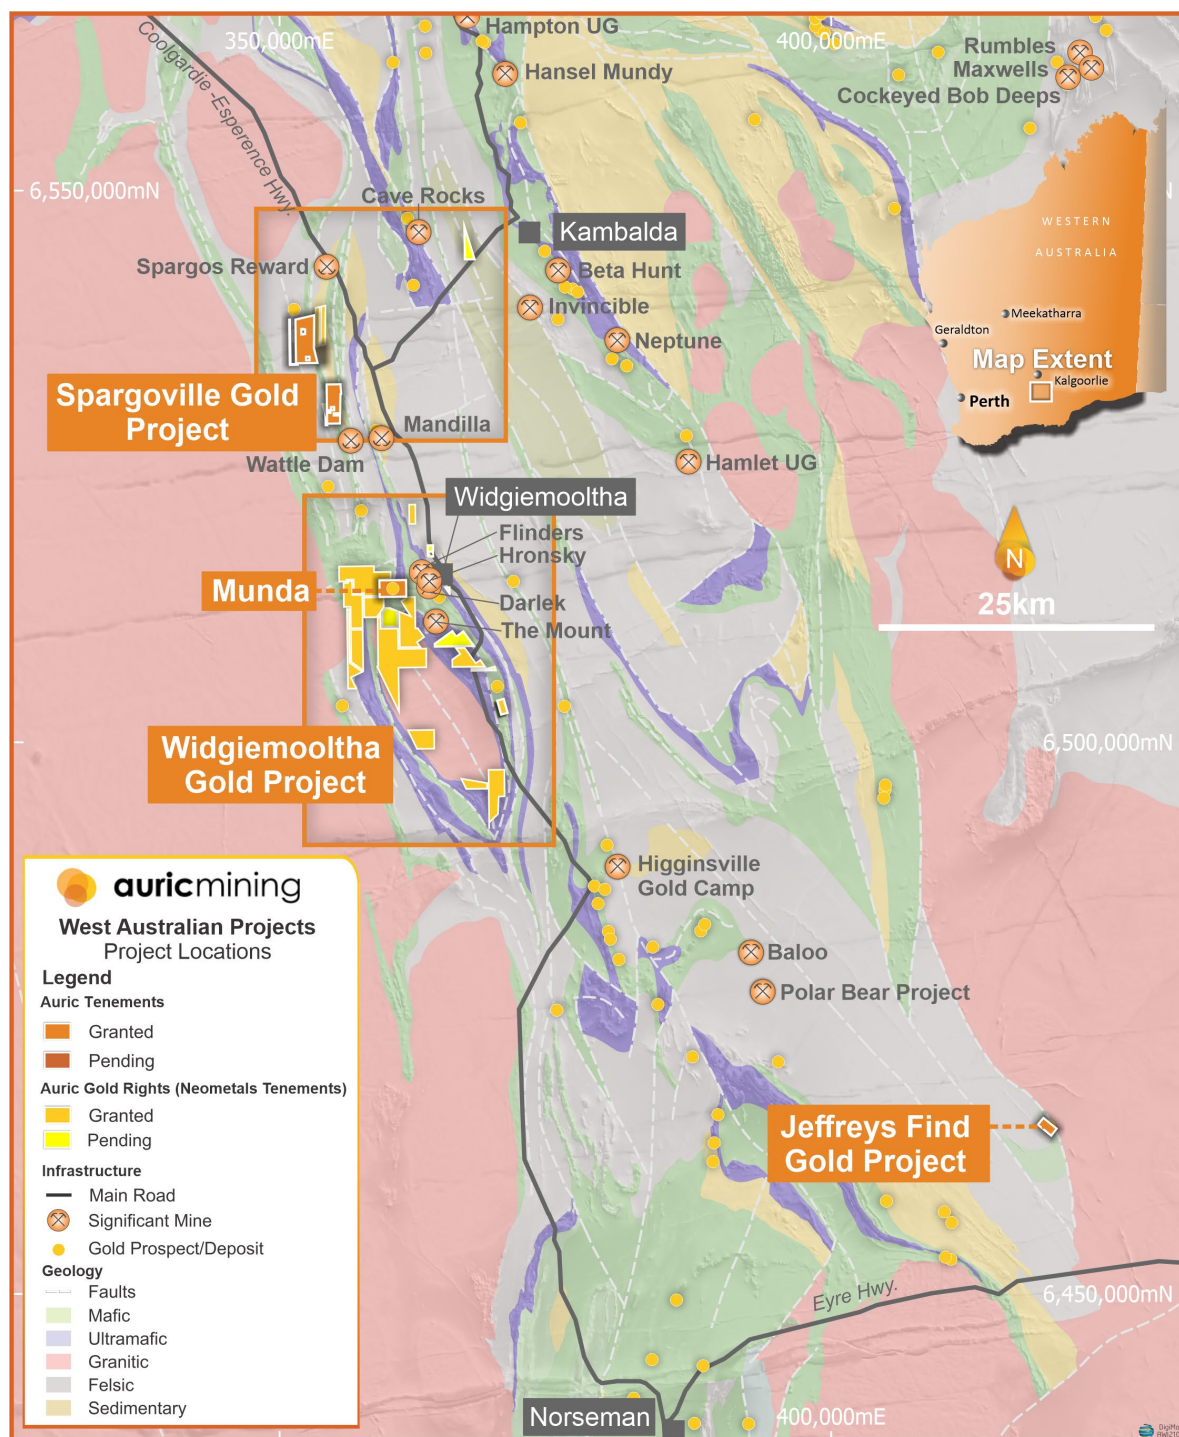 Hampton UG
350,000mE
400,000mE
Coolgardie-Esperence Hwy.
Hansel Mundy
Rumbles
Maxwells
Cockeyed Bob Deeps
6,550,000mN
Cave Rocks
WESTERN
AUSTRALIA
Kambalda
Spargos Reward
Beta Hunt
Invincible
Neptune
Meekatharra
Geraldton
Map Extent
Kalgoorlie
Perth
Spargoville Gold
Project
Mandilla
Wattle Dam
Hamlet UG
Widgiemooltha
Flinders
Hronsky
N
Munda
Darlek
25km
The Mount
Widgiemooltha
Gold Project
6,500,000mN
Higginsville
Gold Camp
Baloo
Polar Bear Project
Jeffreys Find
Gold Project
Eyre Hwy.
6,450,000mN
Norseman
400,000mE
auricmining
West Australian Projects
Project Locations
Legend
Auric Tenements
Granted
Pending
Auric Gold Rights (Neometals Tenements)
Granted
Pending
Infrastructure
Main Road
Significant Mine
Gold Prospect/Deposit
Geology
Faults
Mafic
Ultramafic
Granitic
Felsic
Sedimentary